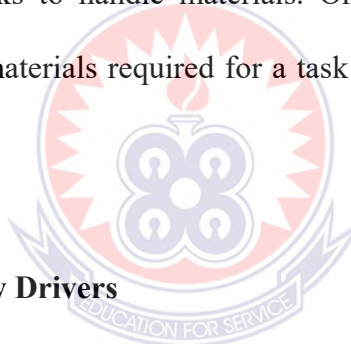 ks to handle materials. O
materials required for a task
y Drivers
EDUCATION FOR SERVICE